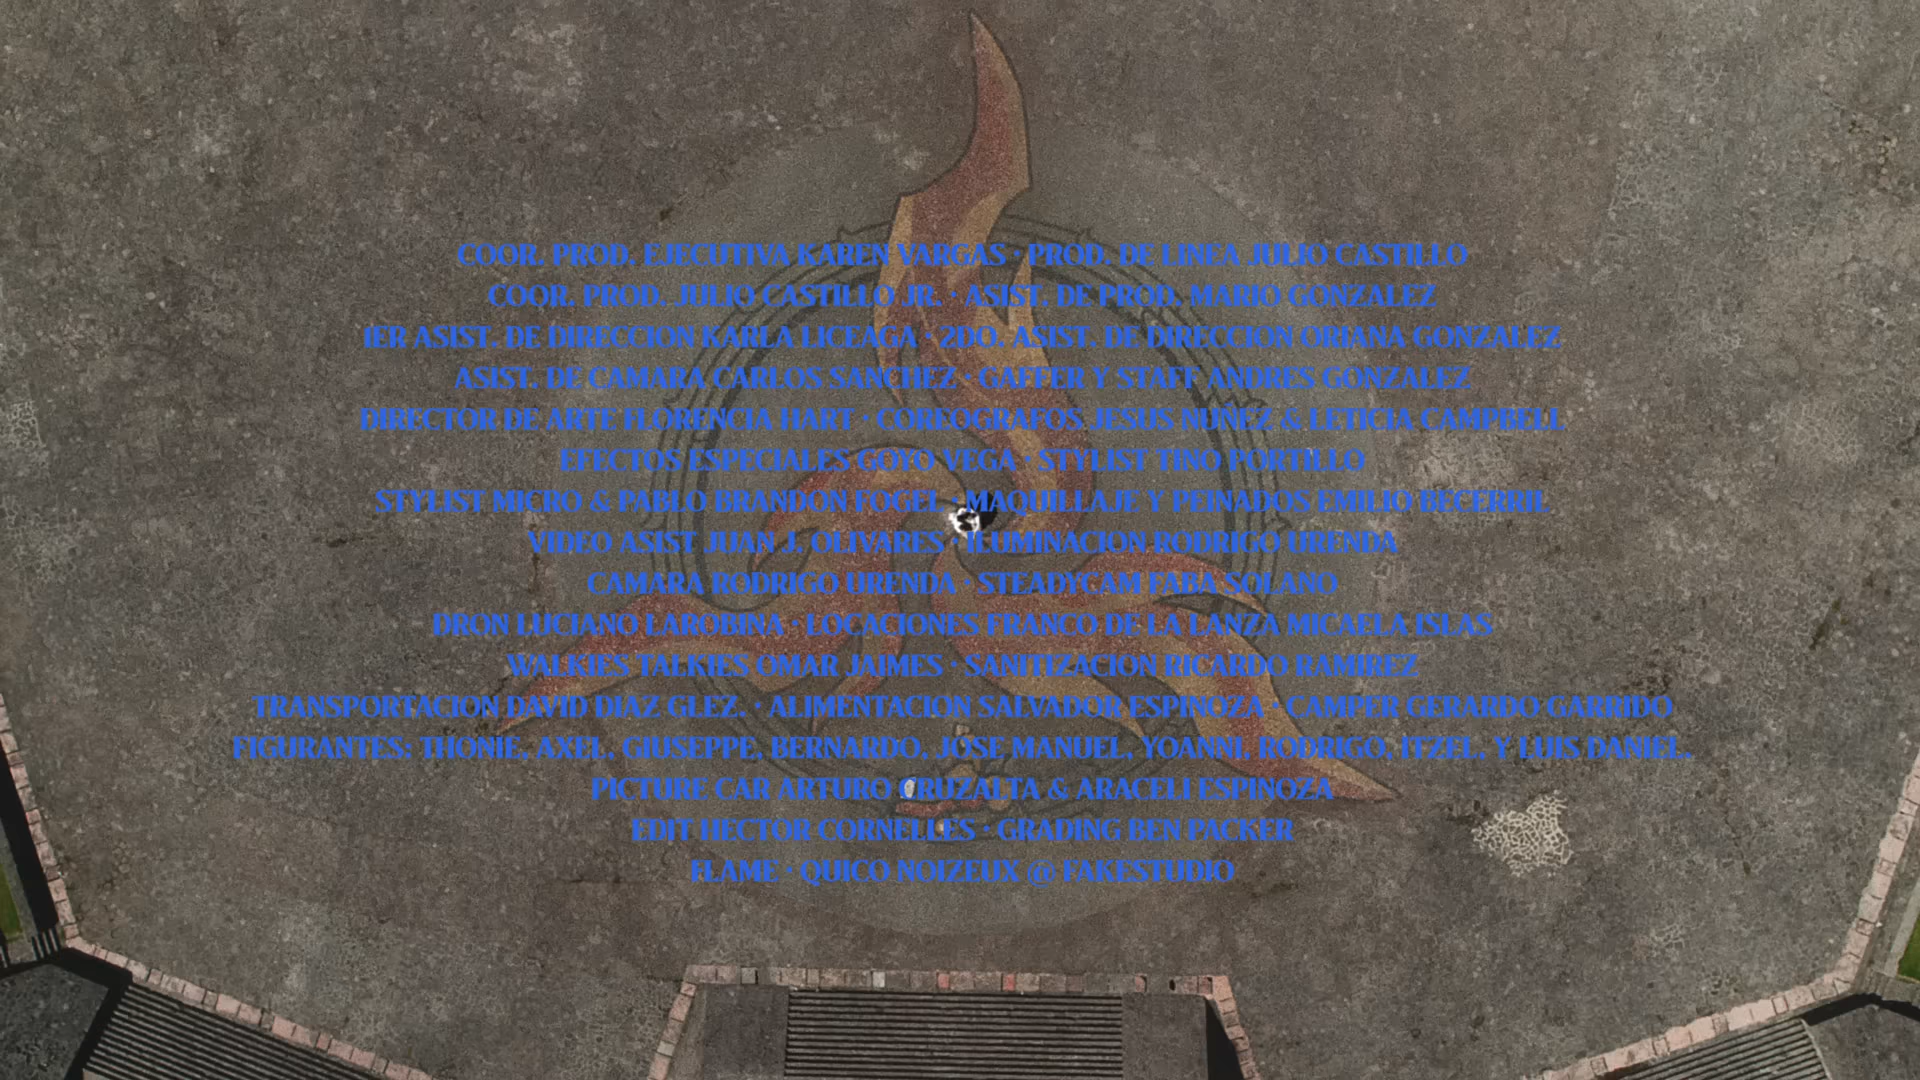 COOR. PROD. EJECUTIVA KAREN VARGAS · PROD. DE LINEA JULIO CASTILLO
COOR. PROD. JULIO CASTILLO JR. · ASIST. DE PROD. MARIO GONZALEZ
1ER ASIST. DE DIRECCION KARLA LICEAGA · 2DO. ASIST. DE DIRECCION ORIANA GONZALEZ
ASIST. DE CAMARA CARLOS SANCHEZ · GAFFER Y STAFF ANDRES GONZALEZ
DIRECTOR DE ARTE FLORENCIA HART · COREOGRAFOS JESUS NUÑEZ & LETICIA CAMPBELL
EFECTOS ESPECIALES GOYO VEGA · STYLIST TINO PORTILLO
STYLIST MICRO & PABLO BRANDON FOGEL · MAQUILLAJE Y PEINADOS EMILIO BECERRIL
VIDEO ASIST JUAN J. OLIVARES · ILUMINACION RODRIGO URENDA
CAMARA RODRIGO URENDA · STEADYCAM FABA SOLANO
DRON LUCIANO LAROBINA · LOCACIONES FRANCO DE LA LANZA MICAELA ISLAS
WALKIES TALKIES OMAR JAIMES · SANITIZACION RICARDO RAMIREZ
TRANSPORTACION DAVID DIAZ GLEZ. · ALIMENTACION SALVADOR ESPINOZA · CAMPER GERARDO GARRIDO
FIGURANTES: THONIE, AXEL, GIUSEPPE, BERNARDO, JOSE MANUEL, YOANNI, RODRIGO, ITZEL, Y LUIS DANIEL.
PICTURE CAR ARTURO CRUZALTA & ARACELI ESPINOZA
EDIT HECTOR CORNELLES · GRADING BEN PACKER
FLAME · QUICO NOIZEUX @ FAKESTUDIO